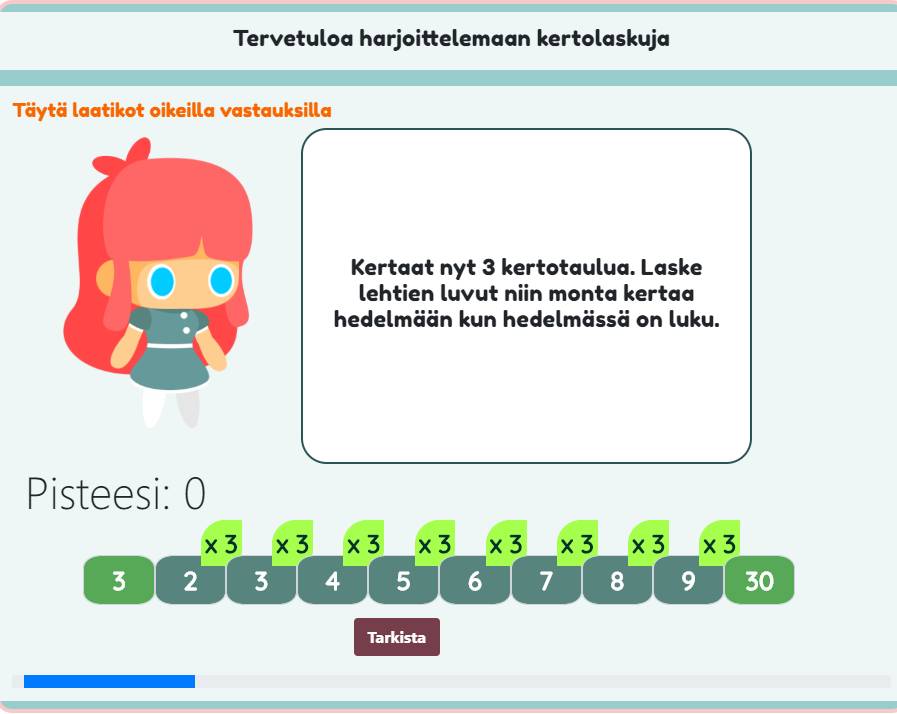 Tervetuloa harjoittelemaan kertolaskuja
Täytä laatikot oikeilla vastauksilla
Kertaat nyt 3 kertotaulua. Laske
lehtien luvut niin monta kertaa
hedelmään kun hedelmässä on luku.
Pisteesi: 0
x 3 x 3 x 3 x 3 x 3 x 3 x 3 x 3
3 2 3 4 5 6 7 8 9 30
Tarkista